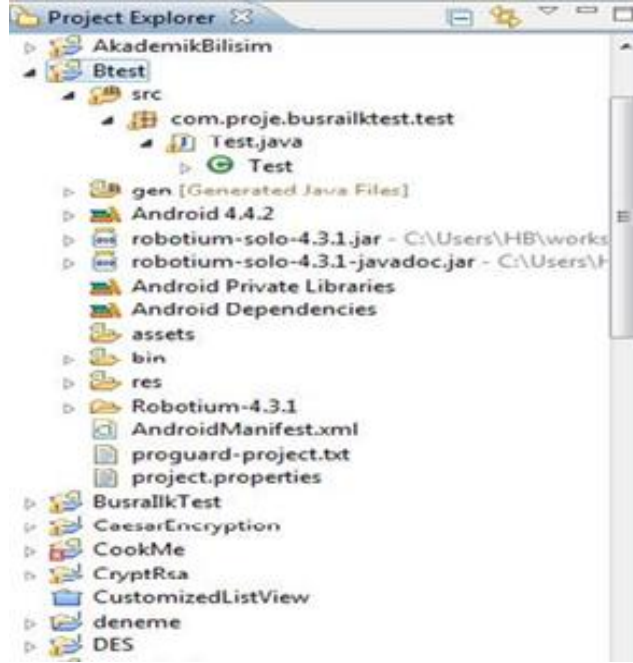 Project Explorer
AkademikBilisim
Btest
src
com.proje.busrailktest.test
Test.java
Test
gen [Generated Java Files]
Android 4.4.2
robotium-solo-4.3.1.jar - C:\Users\HB\works
robotium-solo-4.3.1-javadoc.jar - C:\Users\H
Android Private Libraries
Android Dependencies
assets
bin
res
Robotium-4.3.1
AndroidManifest.xml
proguard-project.txt
project.properties
BusraIlkTest
CaesarEncryption
CookMe
CryptRsa
CustomizedListView
deneme
DES